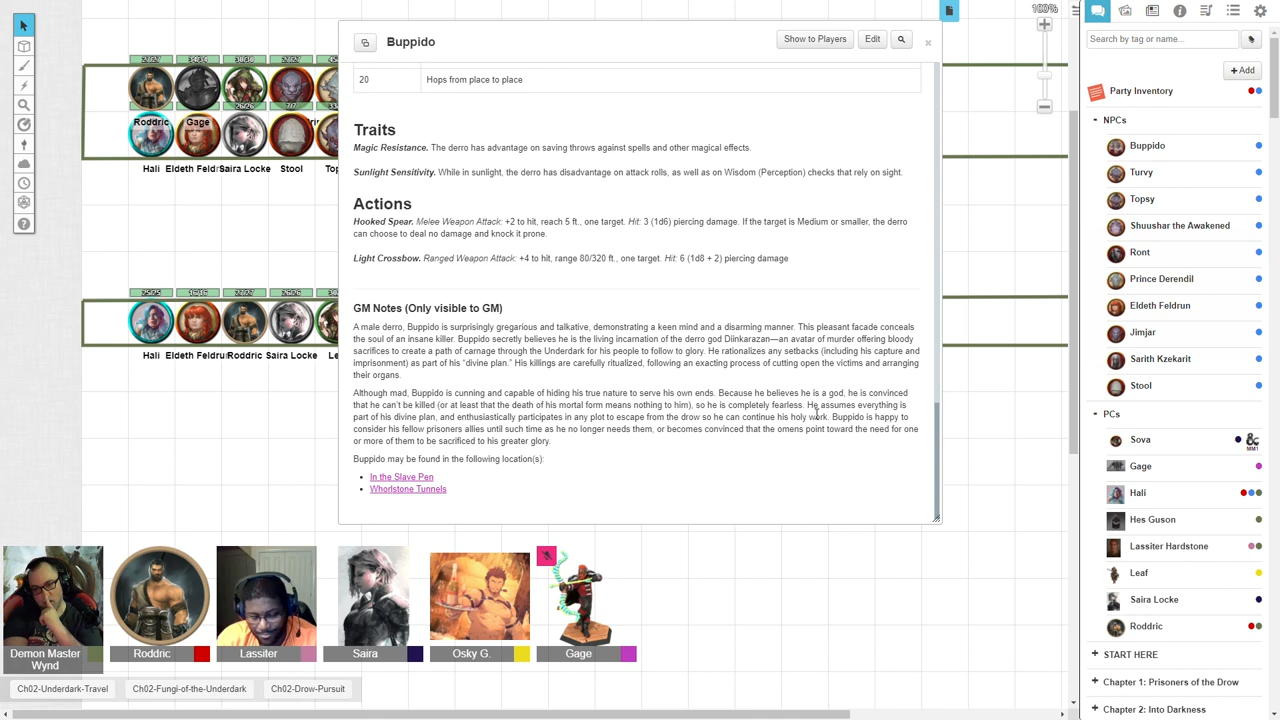 100%
Buppido
Show to Players
Edit
20
Hops from place to place
Traits
Magic Resistance. The derro has advantage on saving throws against spells and other magical effects.
Sunlight Sensitivity. While in sunlight, the derro has disadvantage on attack rolls, as well as on Wisdom (Perception) checks that rely on sight.
Actions
Hooked Spear. Melee Weapon Attack: +2 to hit, reach 5 ft., one target. Hit: 3 (1d6) piercing damage. If the target is Medium or smaller, the derro
can choose to deal no damage and knock it prone.
Light Crossbow. Ranged Weapon Attack: +4 to hit, range 80/320 ft., one target. Hit: 6 (1d8 + 2) piercing damage
GM Notes (Only visible to GM)
A male derro, Buppido is surprisingly gregarious and talkative, demonstrating a keen mind and a disarming manner. This pleasant facade conceals
the soul of an insane killer. Buppido secretly believes he is the living incarnation of the derro god Diinkarazan—an avatar of murder offering bloody
sacrifices to create a path of carnage through the Underdark for his people to follow to glory. He rationalizes any setbacks (including his capture and
imprisonment) as part of his “divine plan.” His killings are carefully ritualized, following an exacting process of cutting open the victims and arranging
their organs.
Although mad, Buppido is cunning and capable of hiding his true nature to serve his own ends. Because he believes he is a god, he is convinced
that he can’t be killed (or at least that the death of his mortal form means nothing to him), so he is completely fearless. He assumes everything is
part of his divine plan, and enthusiastically participates in any plot to escape from the drow so he can continue his holy work. Buppido is happy to
consider his fellow prisoners allies until such time as he no longer needs them, or becomes convinced that the omens point toward the need for one
or more of them to be sacrificed to his greater glory.
Buppido may be found in the following location(s):
In the Slave Pen
Whorlstone Tunnels
26/26
7/7
Roddric
Gage
Hali
Eldeth Feldr
Saira Locke
Stool
Top
Hali
Eldeth Feldru
Roddric
Saira Locke
Le
Demon Master
Wynd
Roddric
Lassiter
Saira
Osky G.
Gage
Ch02-Underdark-Travel
Ch02-Fungi-of-the-Underdark
Ch02-Drow-Pursuit
Search by tag or name...
+ Add
Party Inventory
NPCs
Buppido
Turvy
Topsy
Shuushar the Awakened
Ront
Prince Derendil
Eldeth Feldrun
Jimjar
Sarith Kzekarit
Stool
PCs
Sova
MM1
Gage
Hali
Hes Guson
Lassiter Hardstone
Leaf
Saira Locke
Roddric
START HERE
Chapter 1: Prisoners of the Drow
Chapter 2: Into Darkness